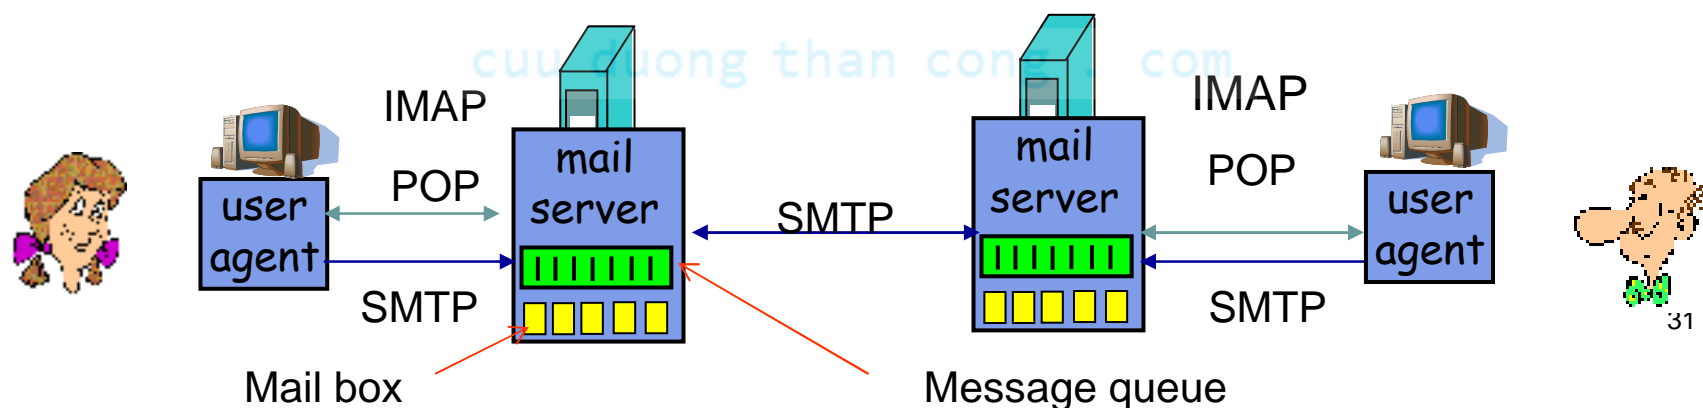 cuu duong than cong . com
IMAP
POP
SMTP
user
agent
mail
server
SMTP
mail
server
IMAP
POP
SMTP
user
agent
31
Mail box
Message queue